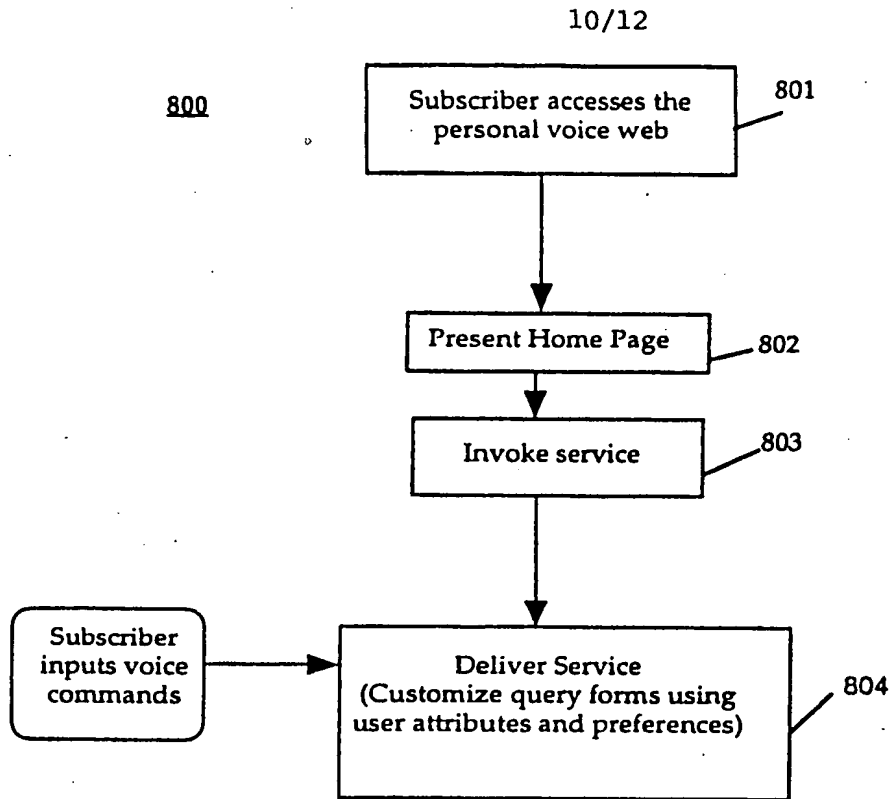 10/12
800
Subscriber accesses the
personal voice web
801
Present Home Page
802
Invoke service
803
Subscriber
inputs voice
commands
Deliver Service
(Customize query forms using
user attributes and preferences)
804